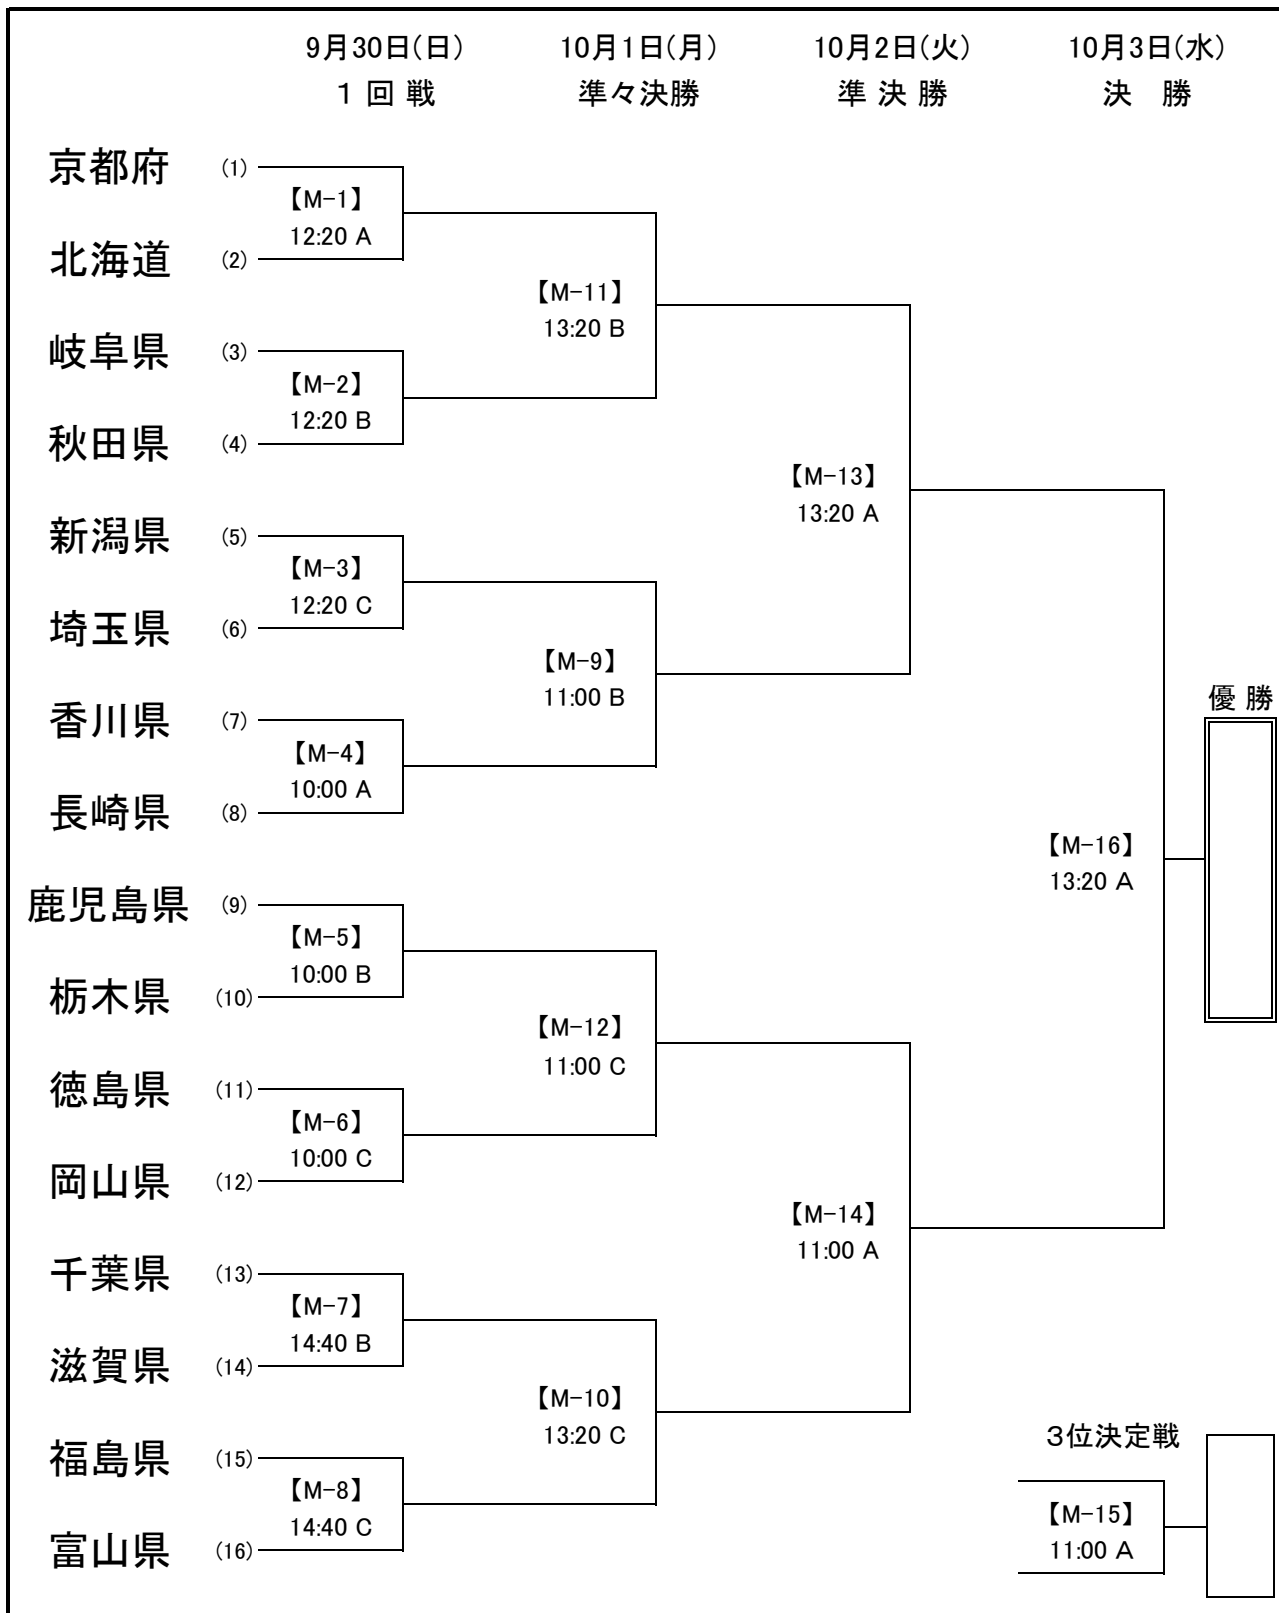 9月30日(日) 10月1日(月) 10月2日(火) 10月3日(水)
1 回 戦 準々決勝 準 決 勝 決 勝
京都府 (1)
【M-1】
12:20 A
北海道 (2)
【M-11】
13:20 B
岐阜県 (3)
【M-2】
12:20 B
秋田県 (4)
【M-13】
13:20 A
新潟県 (5)
【M-3】
12:20 C
埼玉県 (6)
【M-9】
11:00 B
優 勝
香川県 (7)
【M-4】
10:00 A
長崎県 (8)
【M-16】
13:20 A
鹿児島県 (9)
【M-5】
10:00 B
栃木県 (10)
【M-12】
11:00 C
徳島県 (11)
【M-6】
10:00 C
岡山県 (12)
【M-14】
11:00 A
千葉県 (13)
【M-7】
14:40 B
滋賀県 (14)
【M-10】
13:20 C
3位決定戦
福島県 (15)
【M-8】
14:40 C
【M-15】
11:00 A
富山県 (16)